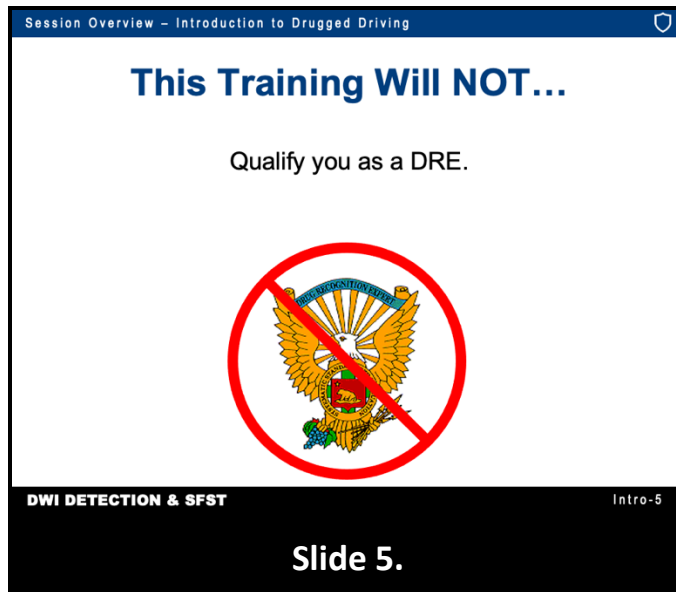 Session Overview – Introduction to Drugged Driving
This Training Will NOT…
Qualify you as a DRE.
DRUG RECOGNITION EXPERT
DWI DETECTION & SFST
Intro-5
Slide 5.